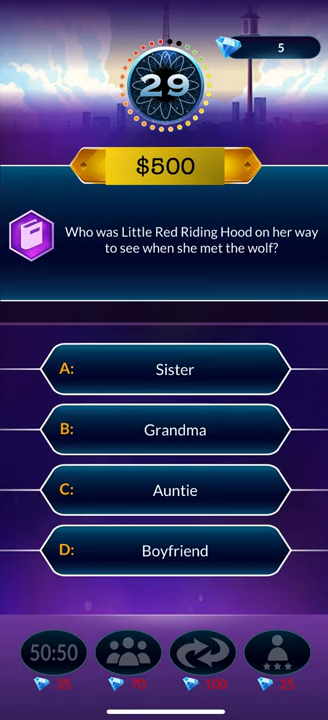 5
29
$500
Who was Little Red Riding Hood on her way
to see when she met the wolf?
A: Sister
B: Grandma
C: Auntie
D: Boyfriend
50:50
35 70 100 25